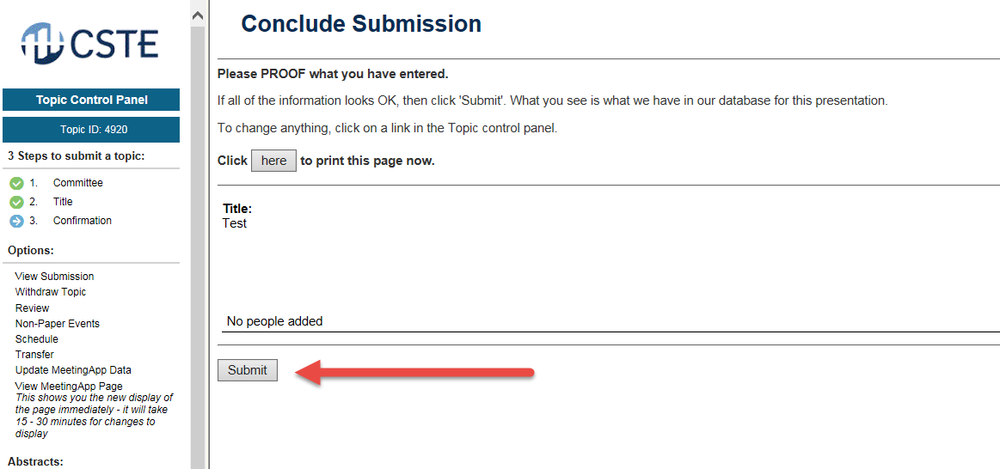 CSTE
Topic Control Panel
Topic ID: 4920
3 Steps to submit a topic:
1. Committee
2. Title
3. Confirmation
Options:
View Submission
Withdraw Topic
Review
Non-Paper Events
Schedule
Transfer
Update MeetingApp Data
View MeetingApp Page
This shows you the new display of
the page immediately - it will take
15 - 30 minutes for changes to
display
Abstracts:
Conclude Submission
Please PROOF what you have entered.
If all of the information looks OK, then click 'Submit'. What you see is what we have in our database for this presentation.
To change anything, click on a link in the Topic control panel.
Click here to print this page now.
Title:
Test
No people added
Submit